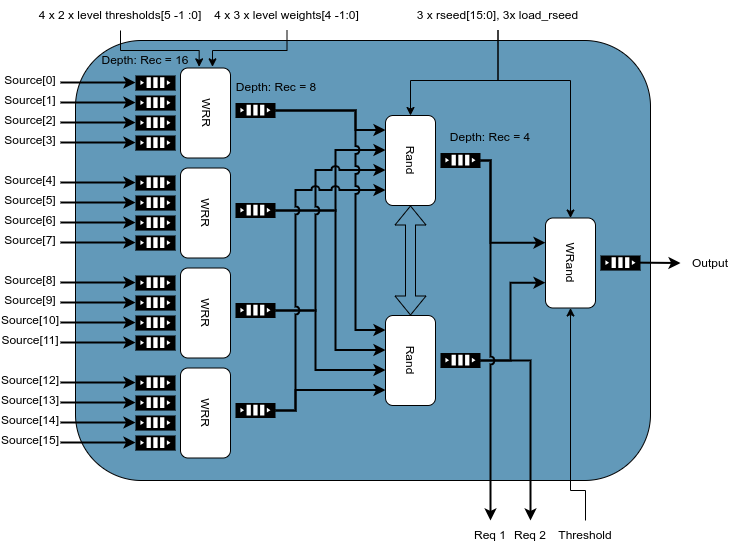 4 x 2 x level thresholds[5 -1 :0]
4 x 3 x level weights[4 -1:0]
3 x rseed[15:0], 3x load_rseed
Depth: Rec = 16
Source[0]
Source[1]
Source[2]
Source[3]
WRR
Depth: Rec = 8
Source[4]
Source[5]
Source[6]
Source[7]
WRR
Source[8]
Source[9]
Source[10]
Source[11]
WRR
Source[12]
Source[13]
Source[14]
Source[15]
WRR
Rand
Depth: Rec = 4
Rand
WRand
Output
Req 1
Req 2
Threshold